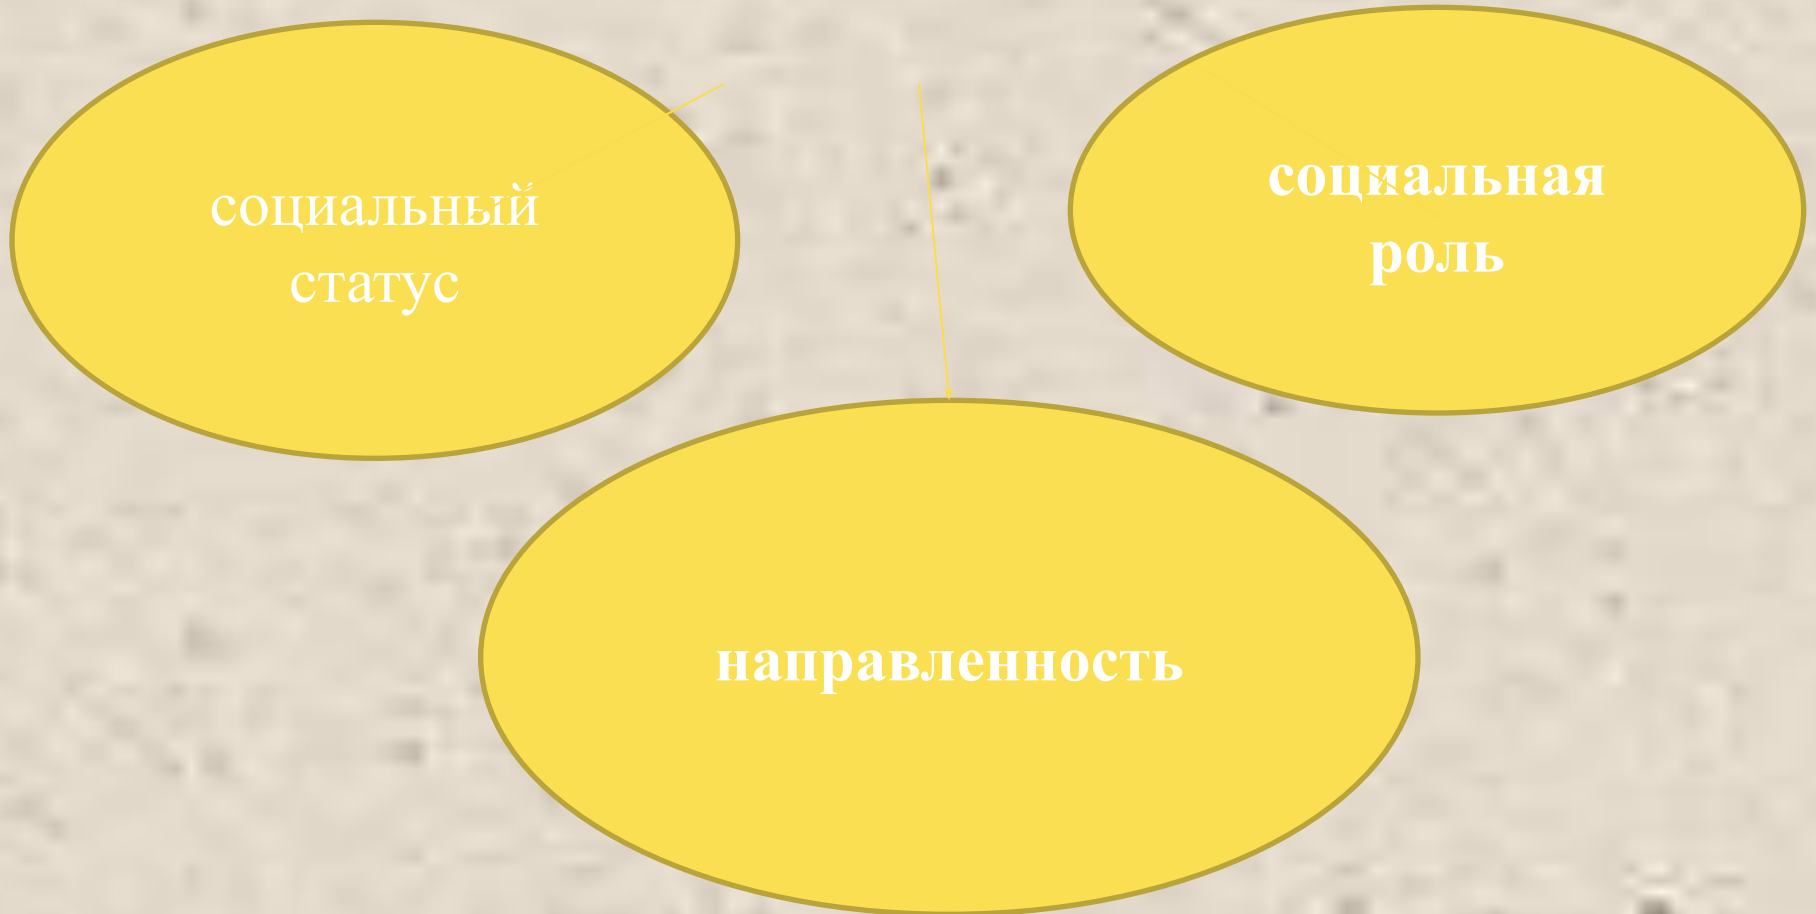 социальный
статус
социальная
роль
направленность